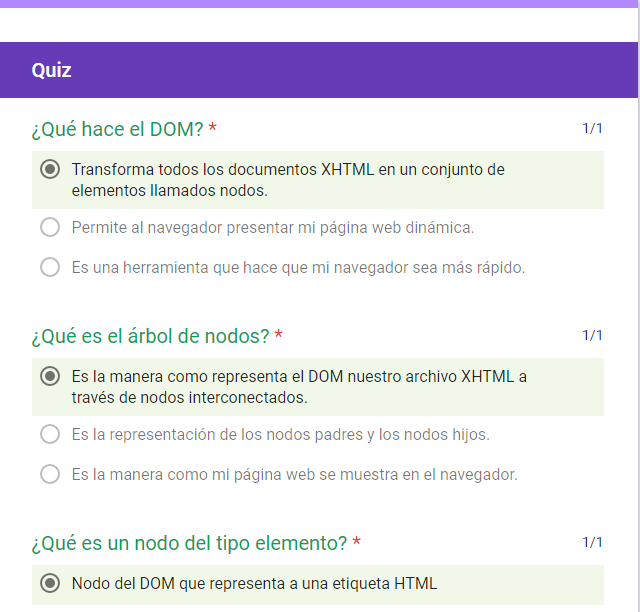 Quiz
¿Qué hace el DOM? *
1/1
Transforma todos los documentos XHTML en un conjunto de
elementos llamados nodos.
Permite al navegador presentar mi página web dinámica.
Es una herramienta que hace que mi navegador sea más rápido.
¿Qué es el árbol de nodos? *
1/1
Es la manera como representa el DOM nuestro archivo XHTML a
través de nodos interconectados.
Es la representación de los nodos padres y los nodos hijos.
Es la manera como mi página web se muestra en el navegador.
¿Qué es un nodo del tipo elemento? *
1/1
Nodo del DOM que representa a una etiqueta HTML